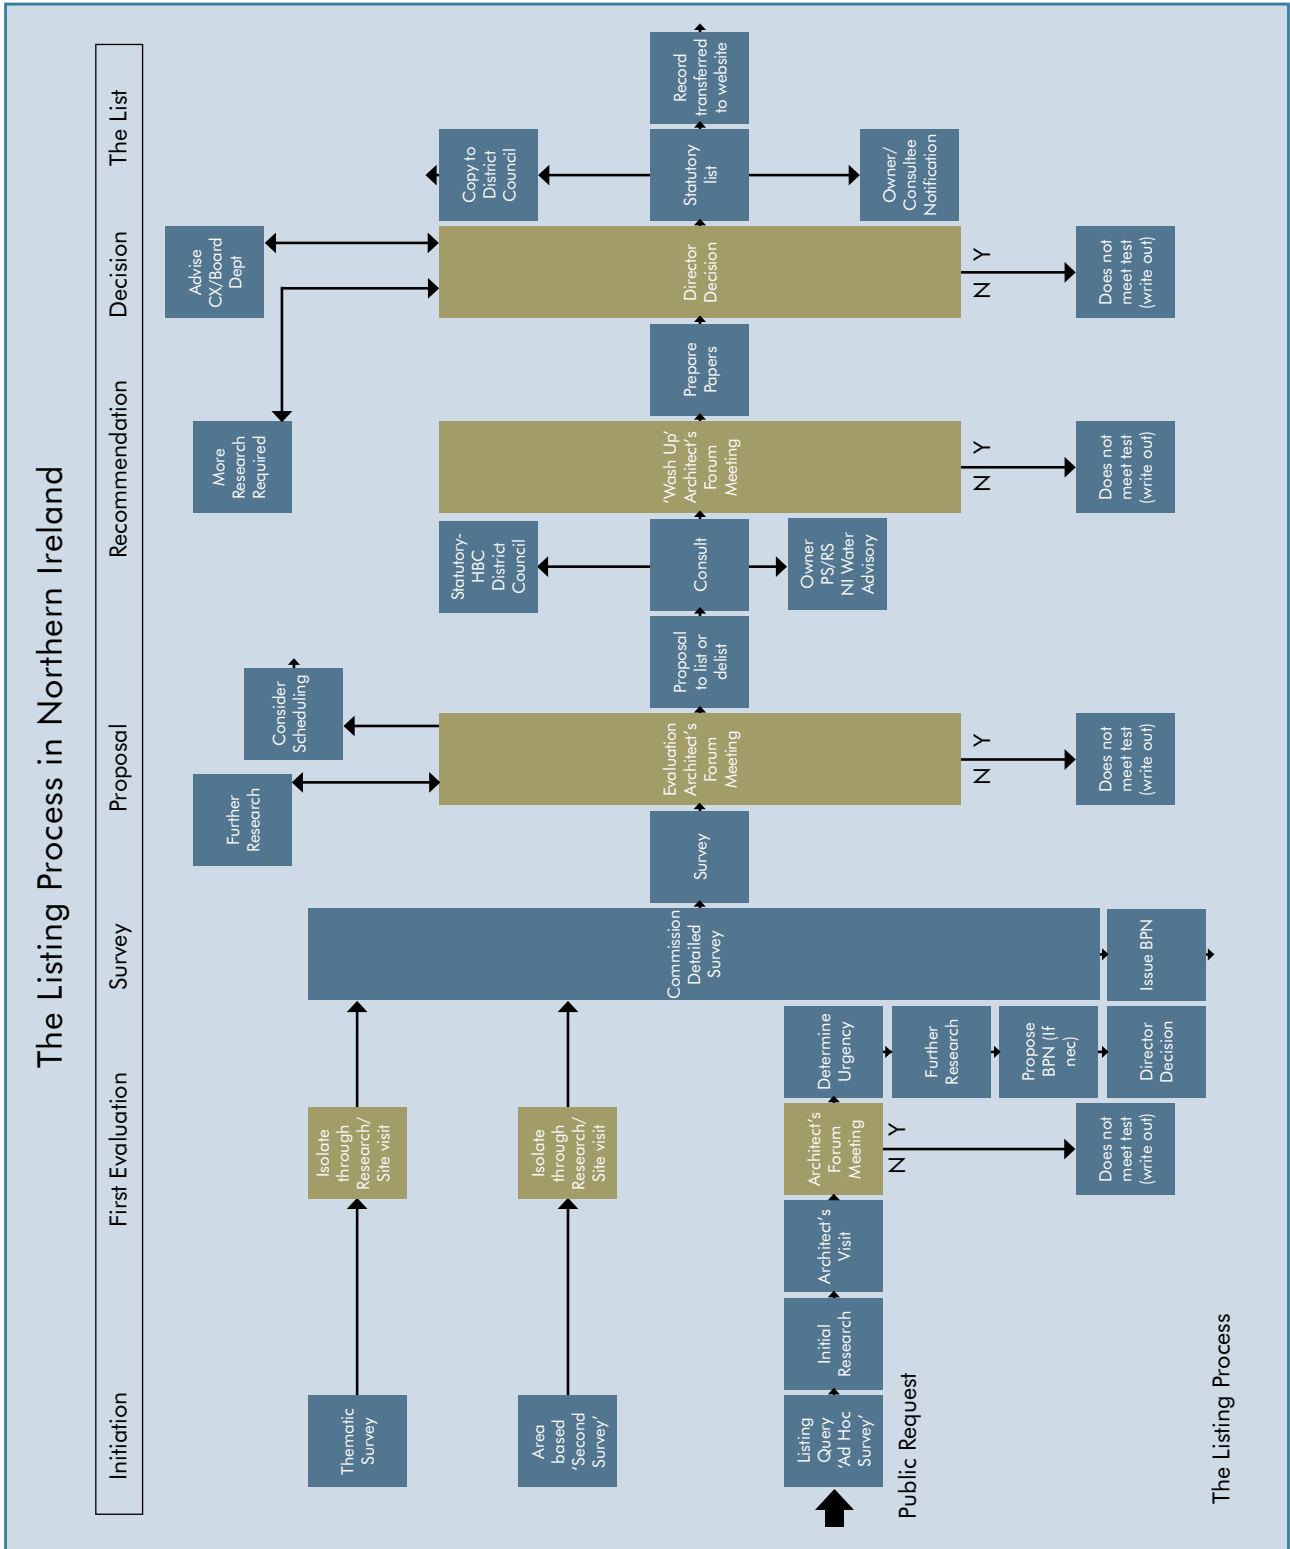 The Listing Process in Northern Ireland
Initiation
First Evaluation
Survey
Proposal
Recommendation
Decision
The List
Thematic
Survey
Isolate
through
Research/
Site visit
Area
based
‘Second
Survey’
Isolate
through
Research/
Site visit
Public Request
Listing
Query
‘Ad Hoc
Survey’
Initial
Research
Architect’s
Visit
Architect’s
Forum
Meeting
N Y
Does not
meet test
(write out)
Determine
Urgency
Further
Research
Propose
BPN (If
nec)
Director
Decision
Commission
Detailed
Survey
Issue BPN
Survey
Further
Research
Consider
Scheduling
Evaluation
Architect’s
Forum
Meeting
N Y
Does not
meet test
(write out)
Proposal
to list or
delist
Statutory-
HBC
District
Council
Consult
Owner
PS/RS
NI Water
Advisory
More
Research
Required
‘Wash Up’
Architect’s
Forum
Meeting
N Y
Does not
meet test
(write out)
Prepare
Papers
Advise
CX/Board
Dept
Director
Decision
N Y
Does not
meet test
(write out)
Copy to
District
Council
Statutory
list
Owner/
Consultee
Notification
Record
transferred
to website
The Listing Process